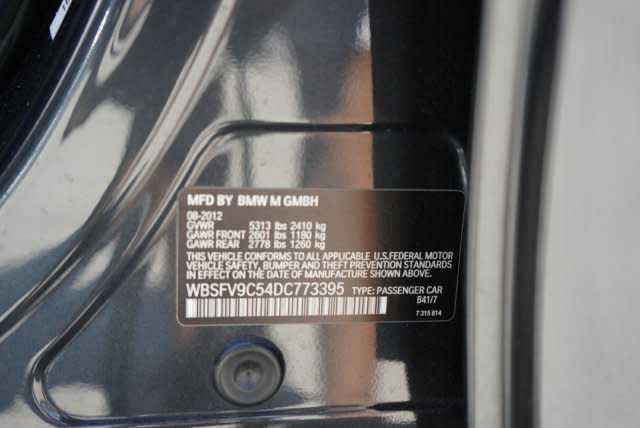 MFD BY BMW M GMBH
08-2012
GVWR 5313 lbs 2410 kg
GAWR FRONT 2601 lbs 1180 kg
GAWR REAR 2778 lbs 1260 kg
THIS VEHICLE CONFORMS TO ALL APPLICABLE U.S.FEDERAL MOTOR
VEHICLE SAFETY, BUMPER AND THEFT PREVENTION STANDARDS
IN EFFECT ON THE DATE OF MANUFACTURE SHOWN ABOVE.
WBSFV9C54DC773395 TYPE: PASSENGER CAR
B41/7
7 315 814